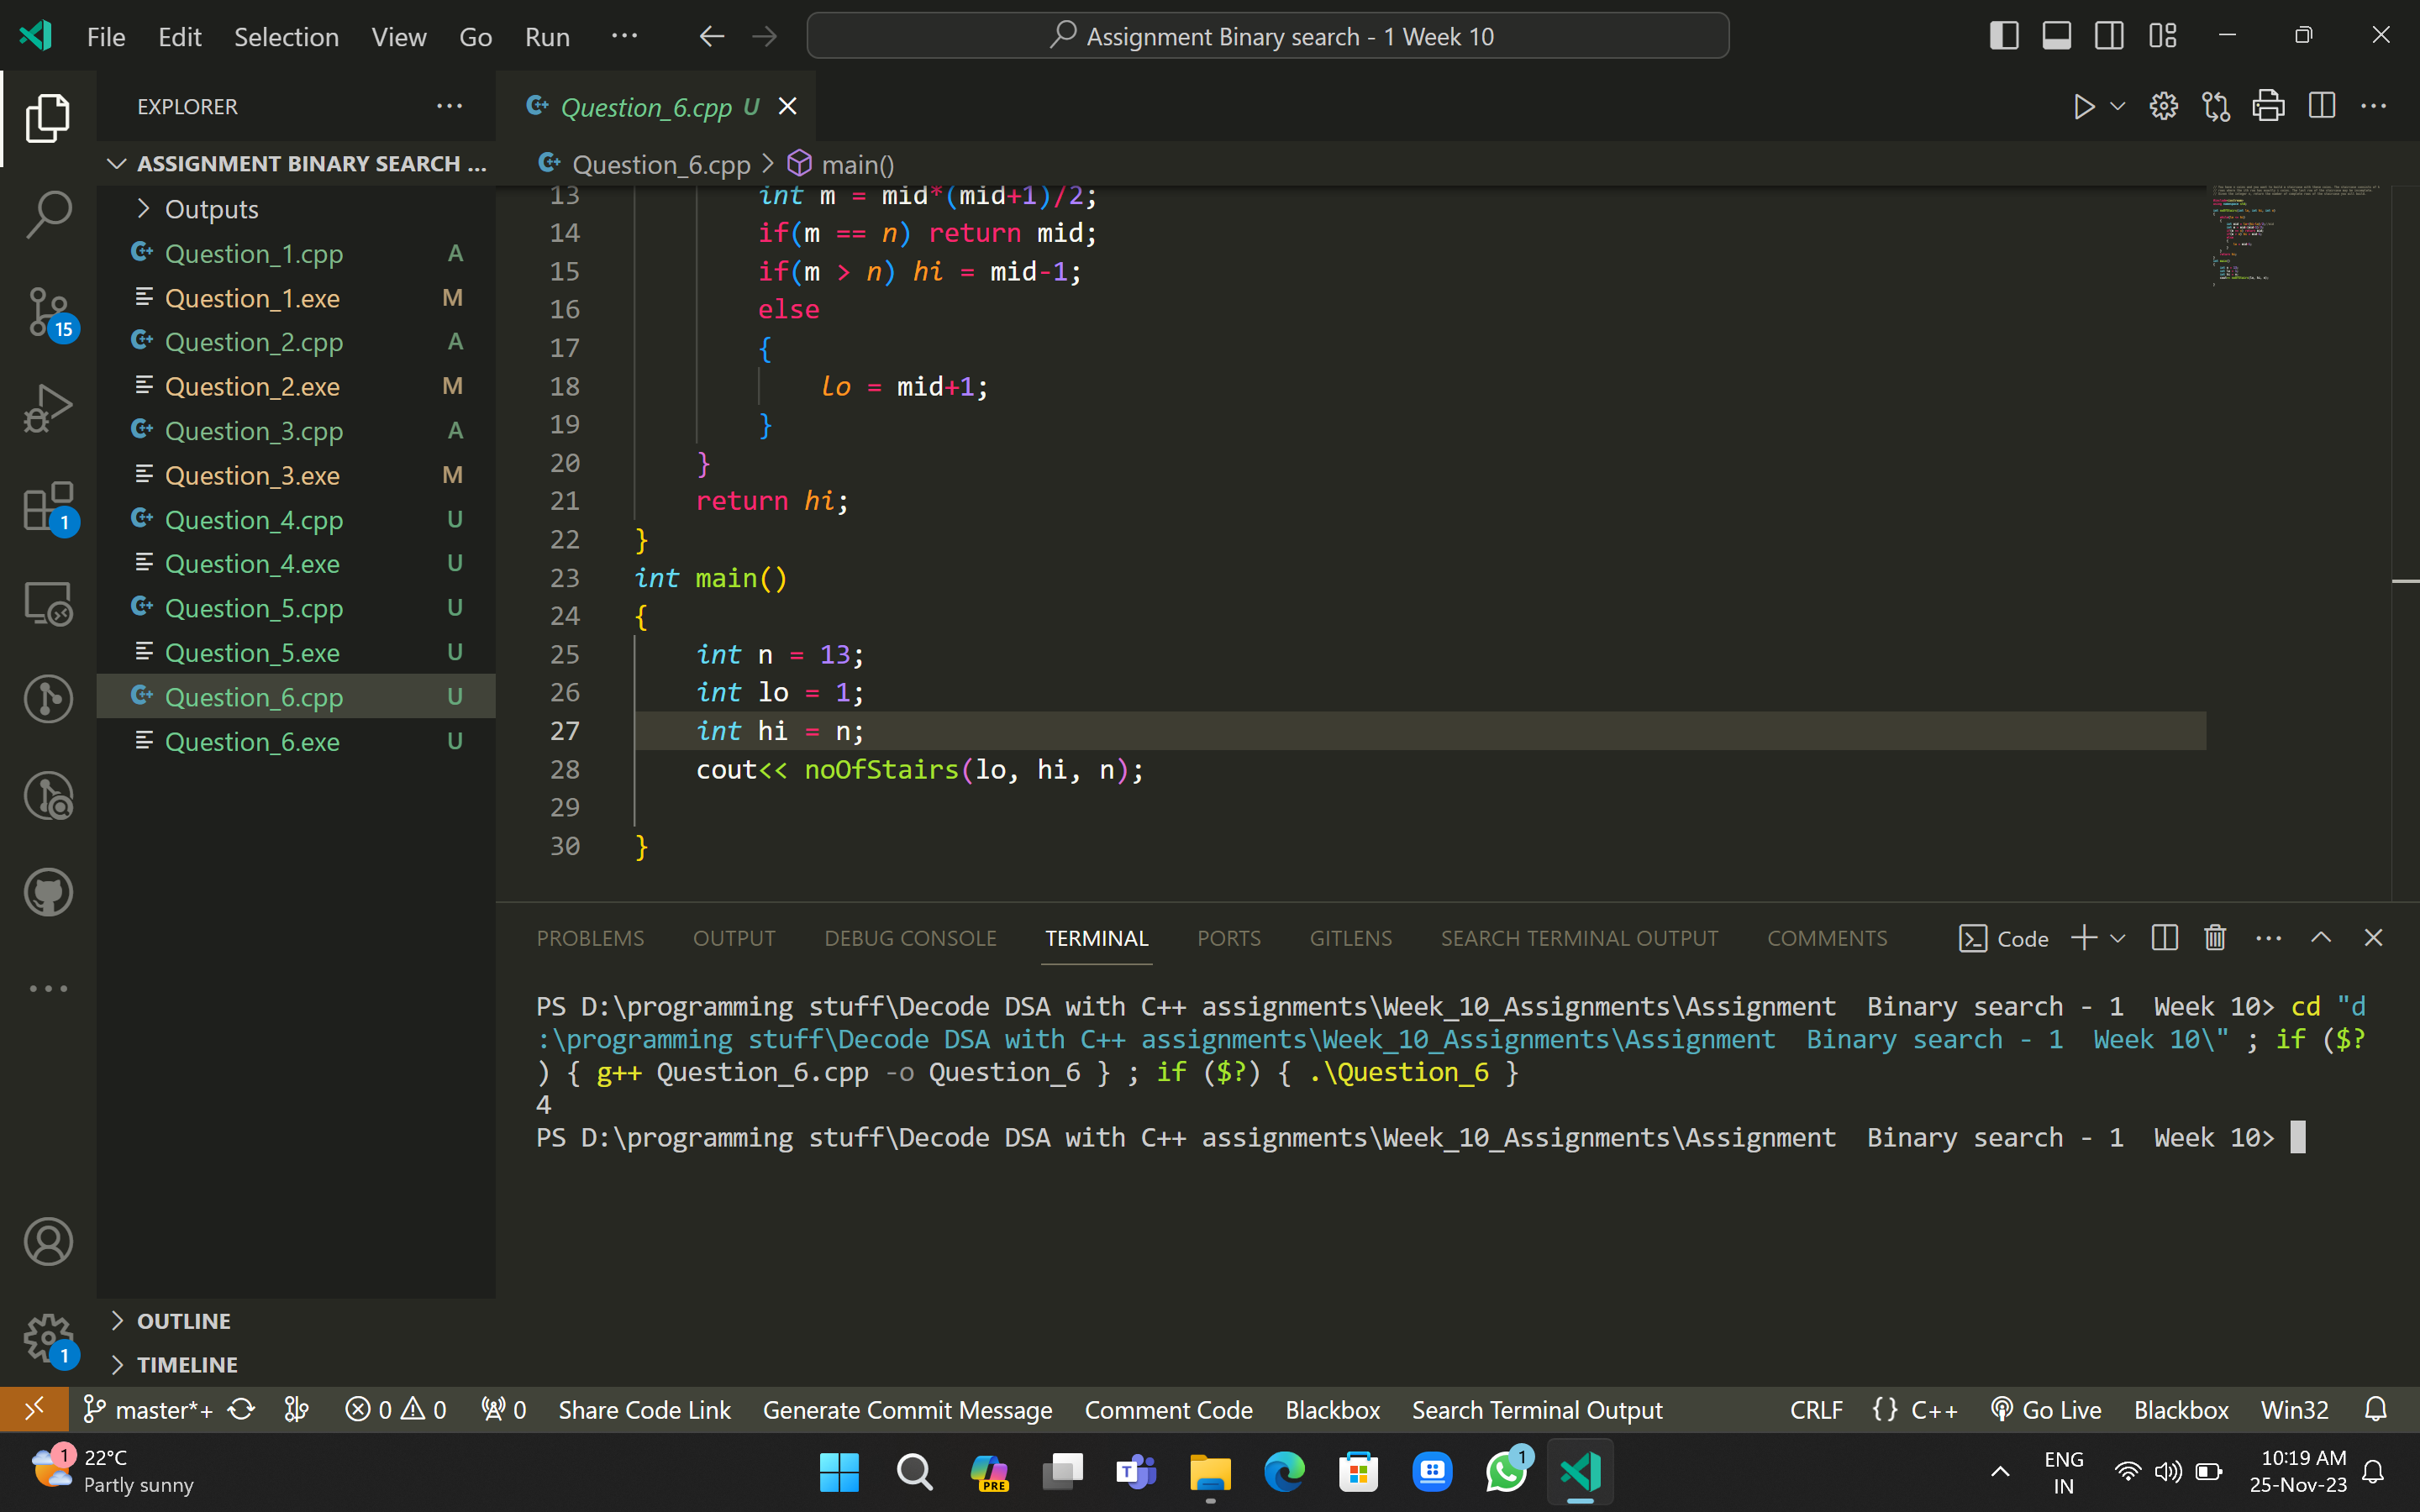 File Edit Selection View Go Run ··· Assignment Binary search - 1 Week 10
EXPLORER ···
ASSIGNMENT BINARY SEARCH ...
Outputs
Question_1.cpp A
Question_1.exe M
Question_2.cpp A
Question_2.exe M
Question_3.cpp A
Question_3.exe M
Question_4.cpp U
Question_4.exe U
Question_5.cpp U
Question_5.exe U
Question_6.cpp U
Question_6.exe U
OUTLINE
TIMELINE
15
1
1
Question_6.cpp U
Question_6.cpp > main()
13 int m = mid*(mid+1)/2;
14 if(m == n) return mid;
15 if(m > n) hi = mid-1;
16 else
17 {
18 lo = mid+1;
19 }
20 }
21 return hi;
22 }
23 int main()
24 {
25 int n = 13;
26 int lo = 1;
27 int hi = n;
28 cout<< noOfStairs(lo, hi, n);
29
30 }
PROBLEMS OUTPUT DEBUG CONSOLE TERMINAL PORTS GITLENS SEARCH TERMINAL OUTPUT COMMENTS Code
PS D:\programming stuff\Decode DSA with C++ assignments\Week_10_Assignments\Assignment  Binary search - 1  Week 10> cd "d
:\programming stuff\Decode DSA with C++ assignments\Week_10_Assignments\Assignment  Binary search - 1  Week 10\" ; if ($?
) { g++ Question_6.cpp -o Question_6 } ; if ($?) { .\Question_6 }
4
PS D:\programming stuff\Decode DSA with C++ assignments\Week_10_Assignments\Assignment  Binary search - 1  Week 10>
master*+ 0 0 0 Share Code Link Generate Commit Message Comment Code Blackbox Search Terminal Output CRLF {} C++ Go Live Blackbox Win32
1 22°C
Partly sunny
PRE
T
1
ENG
IN
10:19 AM
25-Nov-23